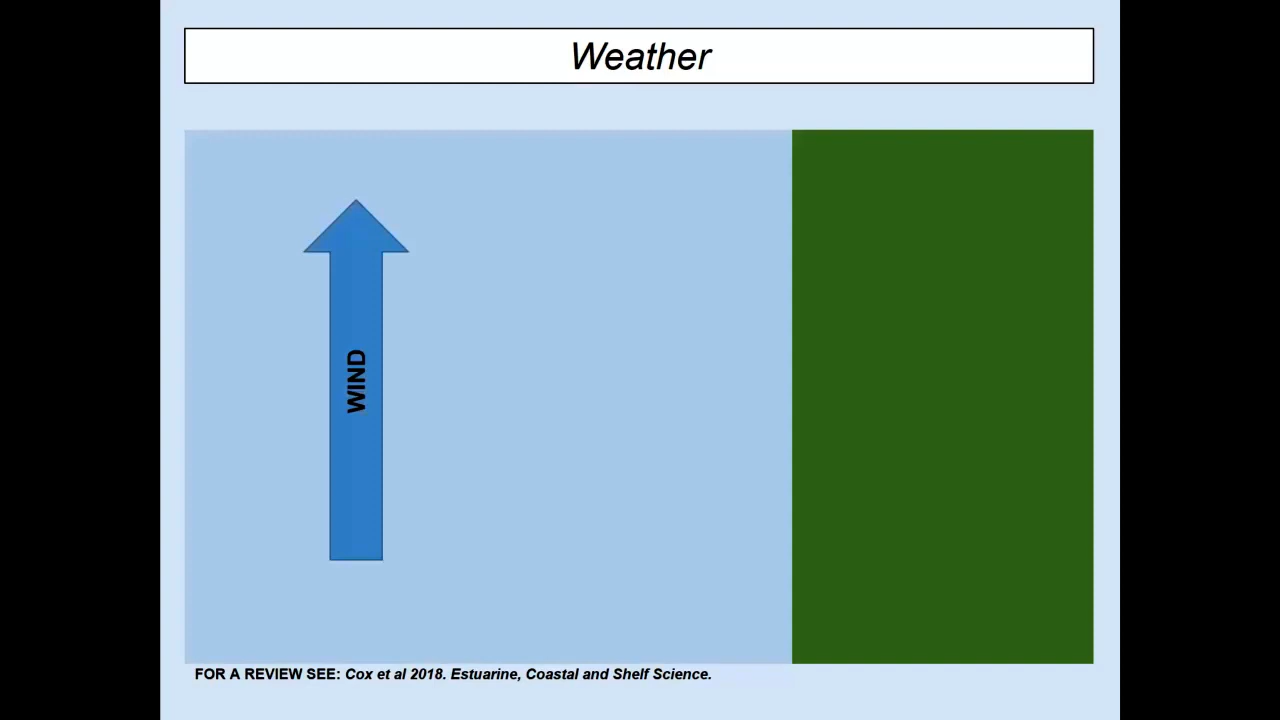 Weather
WIND
FOR A REVIEW SEE: Cox et al 2018. Estuarine, Coastal and Shelf Science.